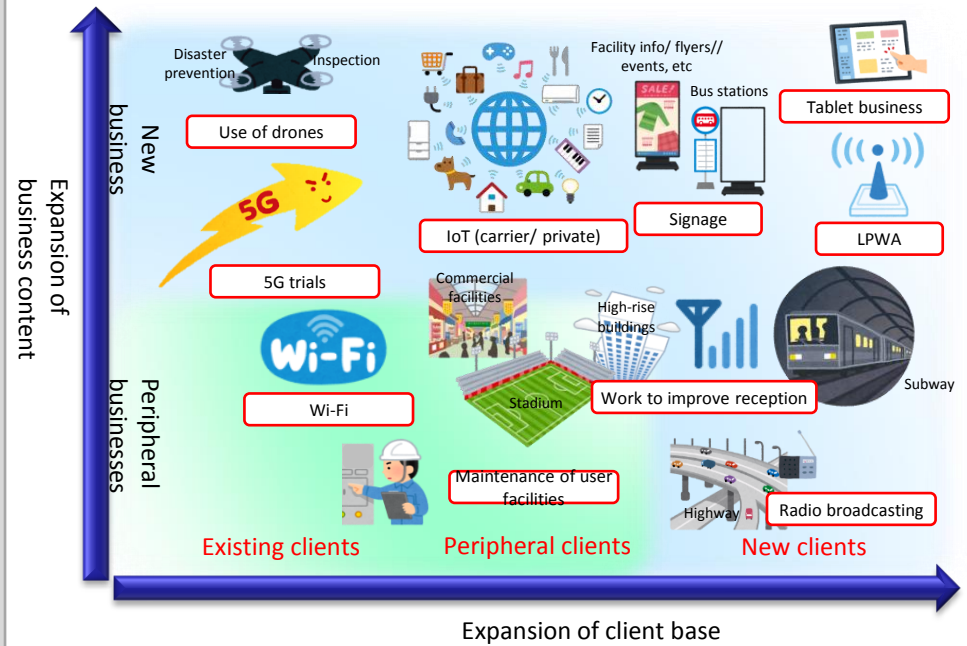 Disaster
prevention
Inspection
Use of drones
5G
5G trials
IoT (carrier/ private)
Facility info/ flyers//
events, etc
SALE!
Bus stations
Signage
Tablet business
LPWA
New
business
Expansion of
business content
Peripheral
businesses
Wi-Fi
Wi-Fi
Commercial
facilities
High-rise
buildings
Stadium
Work to improve reception
Subway
Maintenance of user
facilities
Highway
Radio broadcasting
Existing clients
Peripheral clients
New clients
Expansion of client base